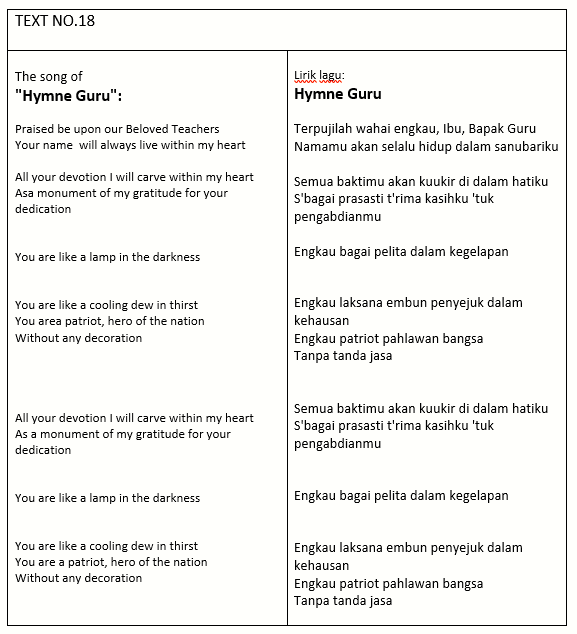 TEXT NO.18
The song of
"Hymne Guru":
Praised be upon our Beloved Teachers
Your name  will always live within my heart
All your devotion I will carve within my heart
Asa monument of my gratitude for your
dedication
You are like a lamp in the darkness
You are like a cooling dew in thirst
You area patriot, hero of the nation
Without any decoration
All your devotion I will carve within my heart
As a monument of my gratitude for your
dedication
You are like a lamp in the darkness
You are like a cooling dew in thirst
You are a patriot, hero of the nation
Without any decoration
Lirik lagu:
Hymne Guru
Terpujilah wahai engkau, Ibu, Bapak Guru
Namamu akan selalu hidup dalam sanubariku
Semua baktimu akan kuukir di dalam hatiku
S'bagai prasasti t'rima kasihku 'tuk
pengabdianmu
Engkau bagai pelita dalam kegelapan
Engkau laksana embun penyejuk dalam
kehausan
Engkau patriot pahlawan bangsa
Tanpa tanda jasa
Semua baktimu akan kuukir di dalam hatiku
S'bagai prasasti t'rima kasihku 'tuk
pengabdianmu
Engkau bagai pelita dalam kegelapan
Engkau laksana embun penyejuk dalam
kehausan
Engkau patriot pahlawan bangsa
Tanpa tanda jasa